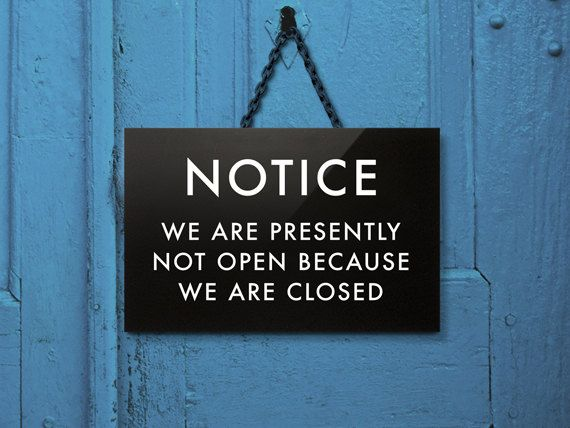 NOTICE
WE ARE PRESENTLY
NOT OPEN BECAUSE
WE ARE CLOSED